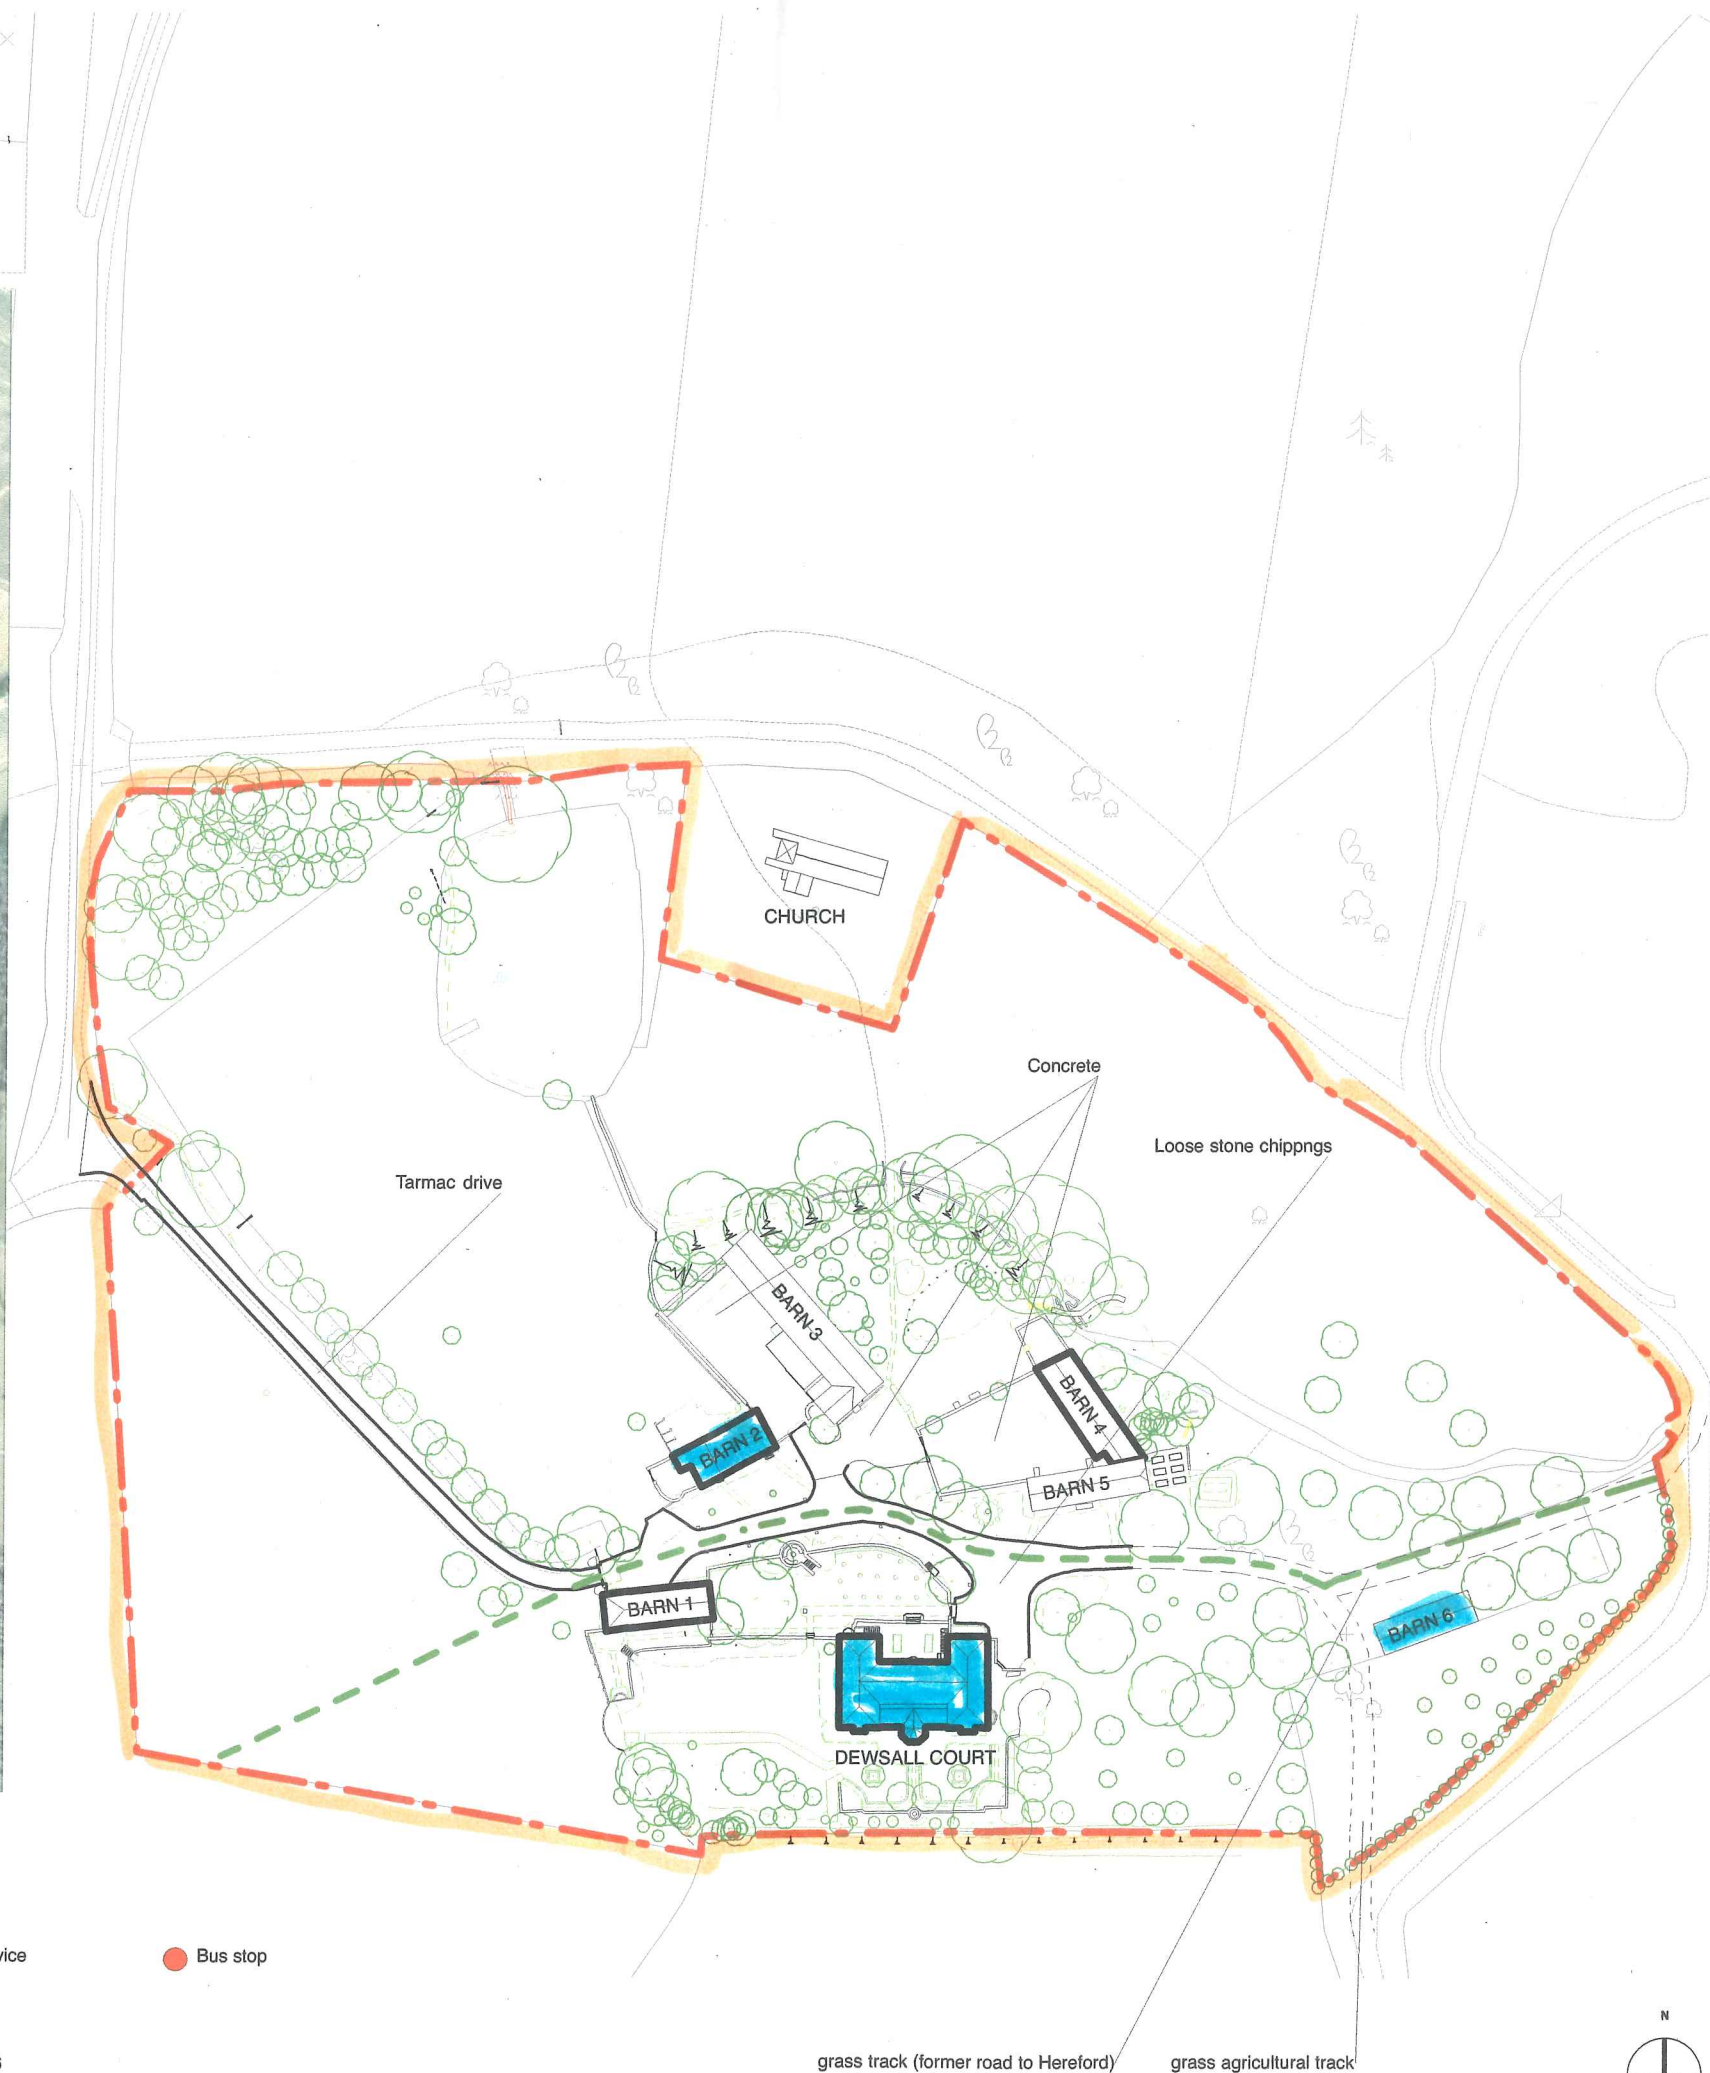 CHURCH
Concrete
Loose stone chippngs
Tarmac drive
BARN 3
BARN 4
BARN 2
BARN 5
BARN 1
BARN 6
DEWSALL COURT
Bus stop
N
grass track (former road to Hereford)
grass agricultural track